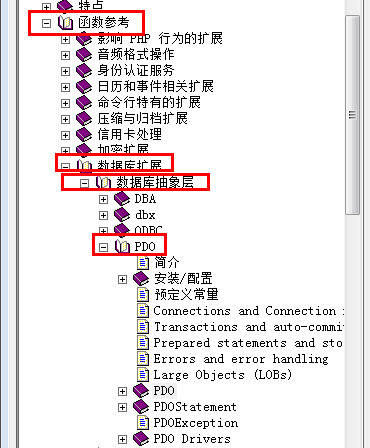 特点
函数参考
影响 PHP 行为的扩展
音频格式操作
身份认证服务
日历和事件相关扩展
命令行特有的扩展
压缩与归档扩展
信用卡处理
加密扩展
数据库扩展
数据库抽象层
DBA
dbx
ODBC
PDO
简介
安装/配置
预定义常量
Connections and Connection
Transactions and auto-commi
Prepared statements and sto
Errors and error handling
Large Objects (LOBs)
PDO
PDOStatement
PDOException
PDO Drivers